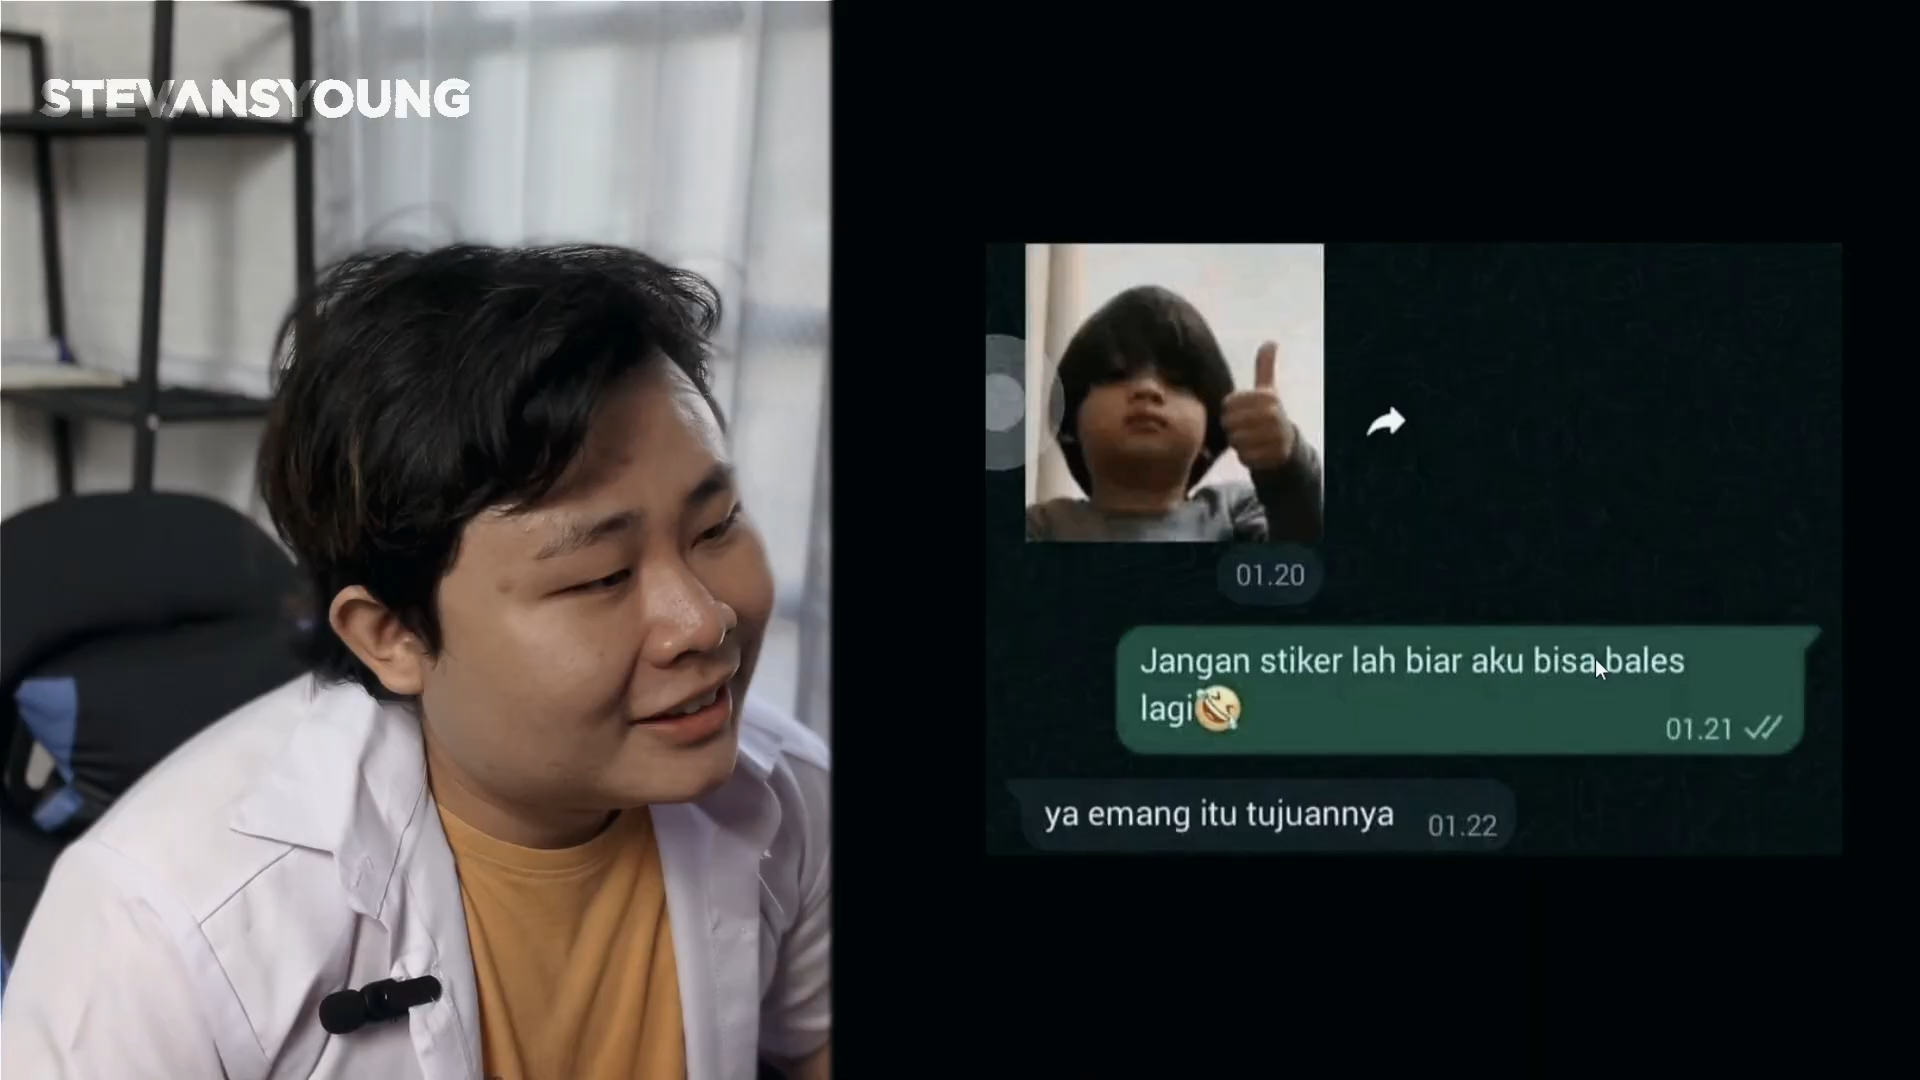 STEVANSYOUNG
01.20
Jangan stiker lah biar aku bisa bales
lagi🤣
01.21
ya emang itu tujuannya
01.22